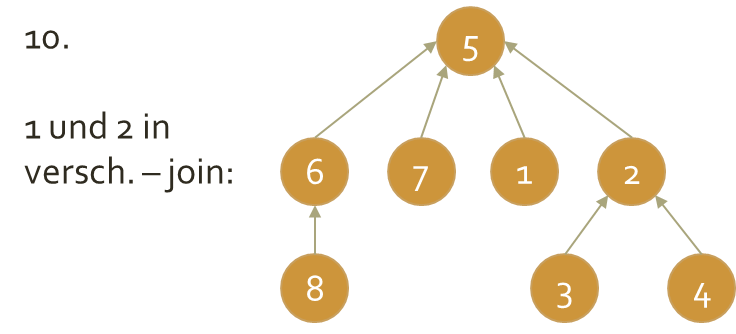 10.
5
1 und 2 in
versch. – join:
6 7 1 2
8 3 4